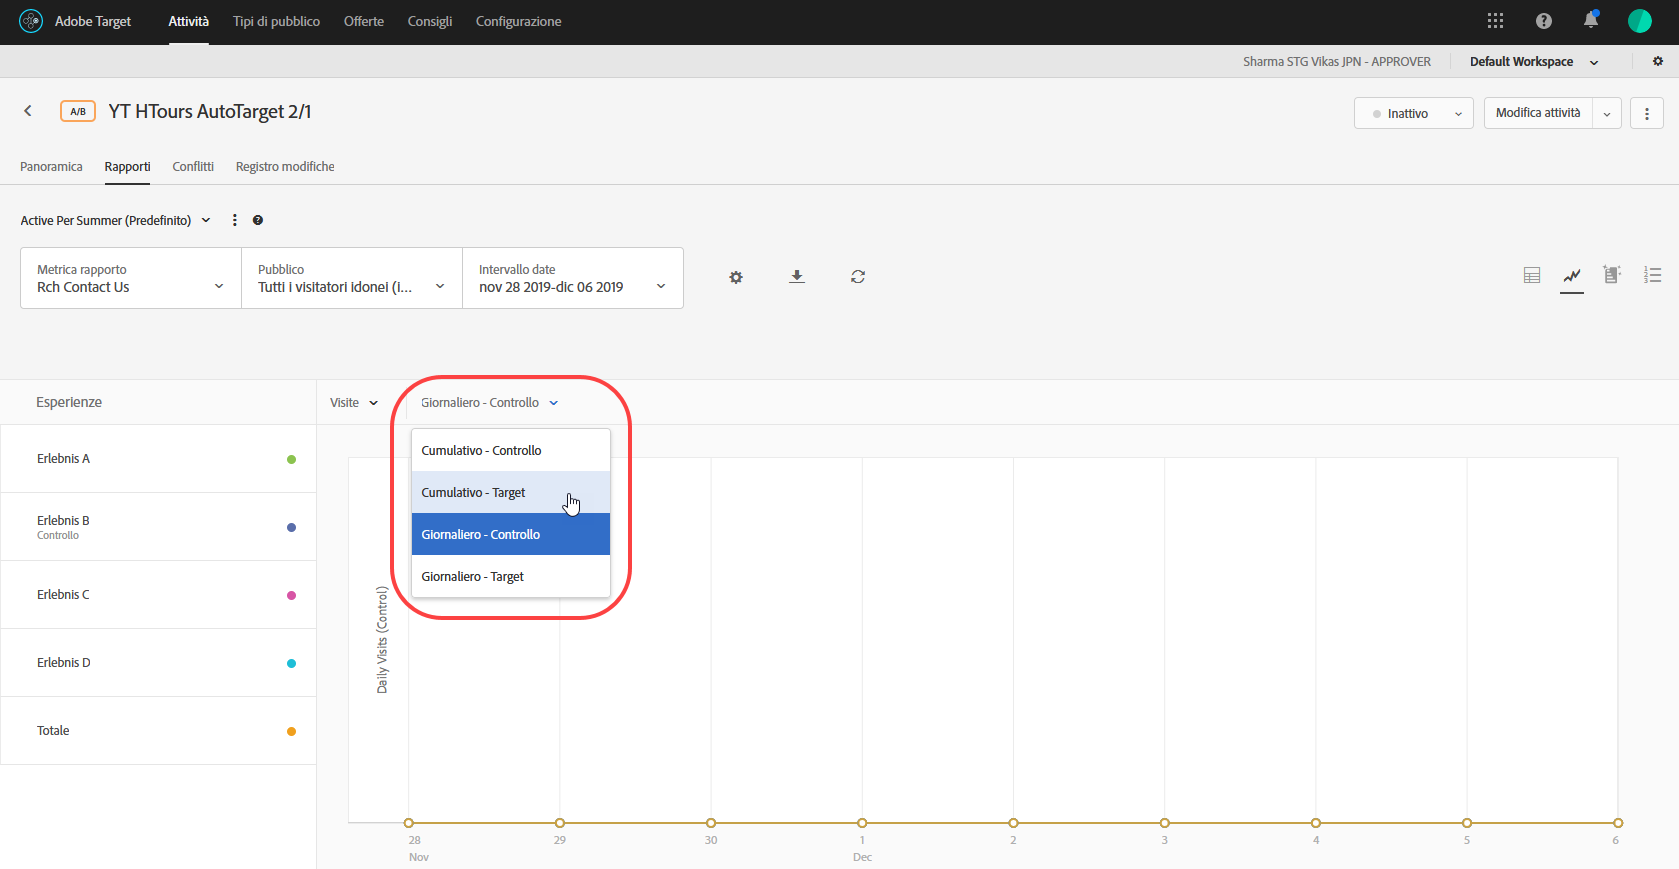 Adobe Target
Attività
Tipi di pubblico
Offerte
Consigli
Configurazione
Sharma STG Vikas JPN - APPROVER
Default Workspace
A/B
YT HTours AutoTarget 2/1
Inattivo
Modifica attività
Panoramica
Rapporti
Conflitti
Registro modifiche
Active Per Summer (Predefinito)
Metrica rapporto
Rch Contact Us
Pubblico
Tutti i visitatori idonei (i...
Intervallo date
nov 28 2019-dic 06 2019
Esperienze
Visite
Giornaliero - Controllo
Cumulativo - Controllo
Cumulativo - Target
Giornaliero - Controllo
Giornaliero - Target
Erlebnis A
Erlebnis B
Controllo
Erlebnis C
Erlebnis D
Totale
Daily Visits (Control)
28 29 30 1 2 3 4 5 6
Nov Dec